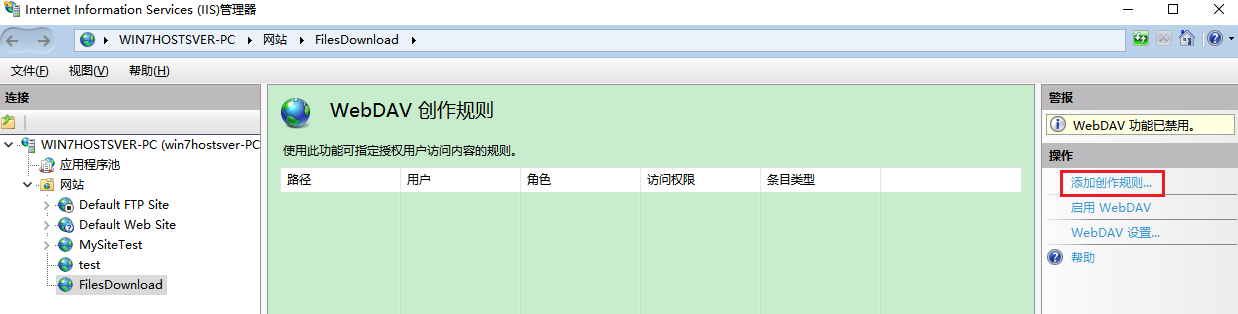 Internet Information Services (IIS)管理器
WIN7HOSTSVER-PC 网站 FilesDownload
文件(F) 视图(V) 帮助(H)
连接
WIN7HOSTSVER-PC (win7hostsver-PC
应用程序池
网站
Default FTP Site
Default Web Site
MySiteTest
test
FilesDownload
WebDAV 创作规则
使用此功能可指定授权用户访问内容的规则。
路径 用户 角色 访问权限 条目类型
警报
WebDAV 功能已禁用。
操作
添加创作规则...
启用 WebDAV
WebDAV 设置...
帮助